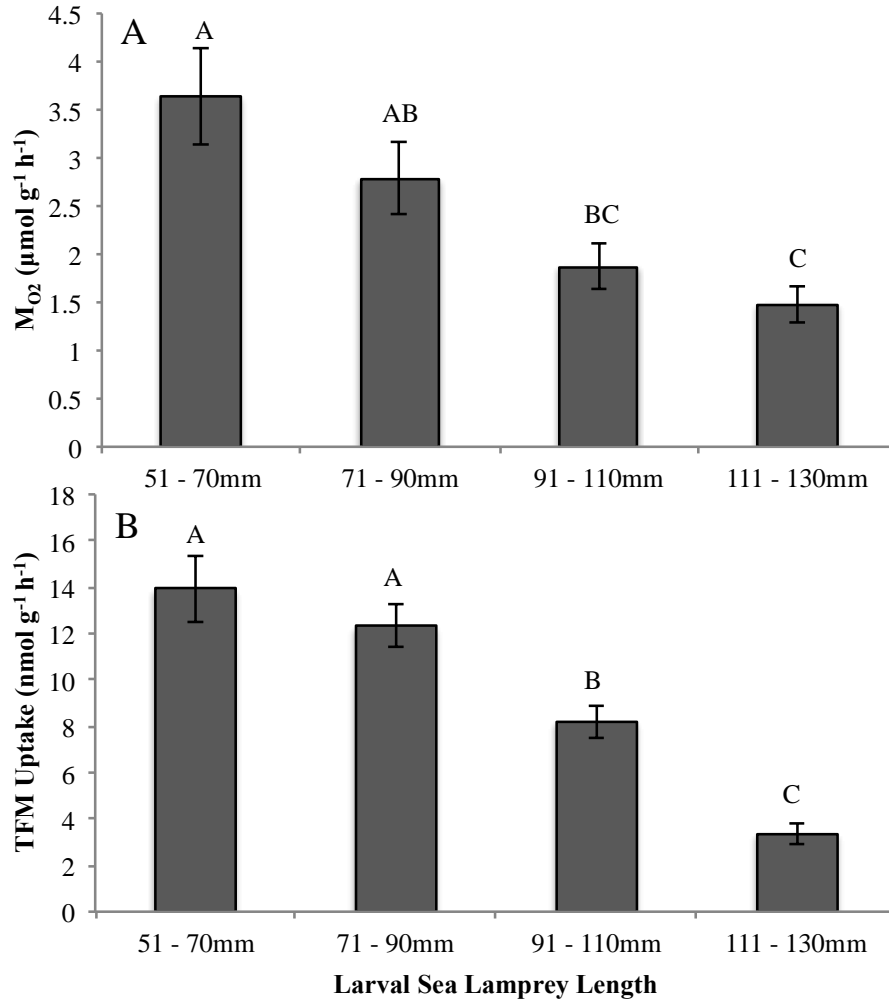 A
A
AB
BC
C
4.5
4
3.5
3
2.5
2
1.5
1
0.5
0
M_O2 (μmol g⁻¹ h⁻¹)
51 - 70mm 71 - 90mm 91 - 110mm 111 - 130mm
B
A
A
B
C
18
16
14
12
10
8
6
4
2
0
TFM Uptake (nmol g⁻¹ h⁻¹)
51 - 70mm 71 - 90mm 91 - 110mm 111 - 130mm
Larval Sea Lamprey Length